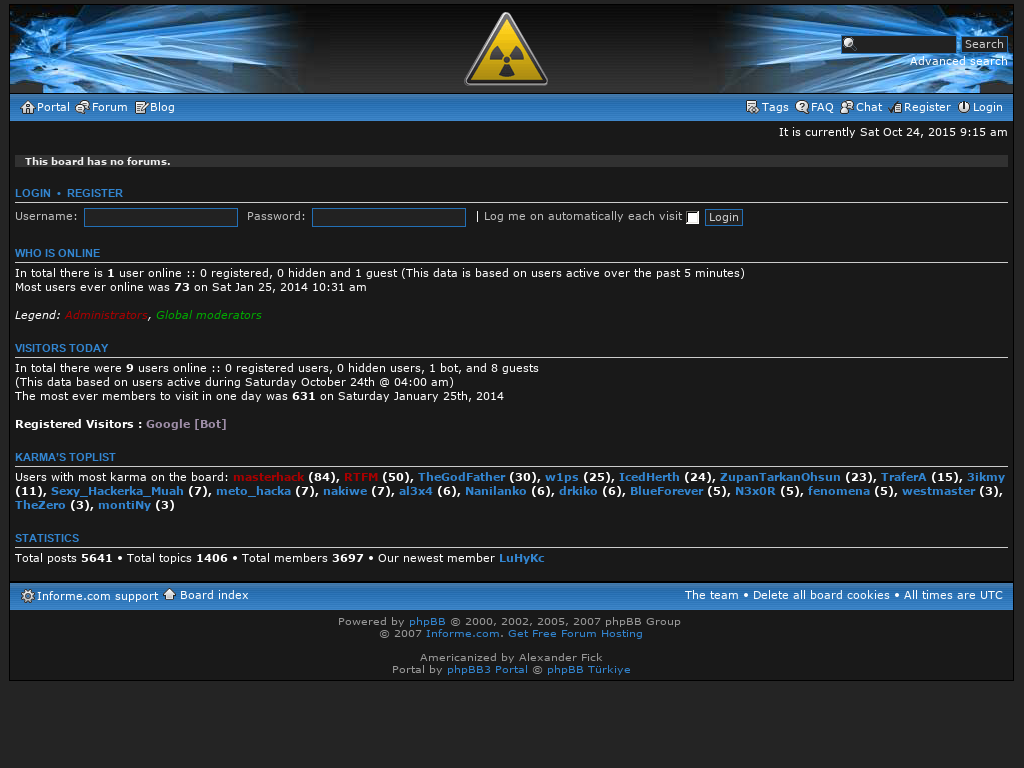 Search
Advanced search
Portal Forum Blog Tags FAQ Chat Register Login
It is currently Sat Oct 24, 2015 9:15 am
This board has no forums.
LOGIN • REGISTER
Username: Password: | Log me on automatically each visit Login
WHO IS ONLINE
In total there is 1 user online :: 0 registered, 0 hidden and 1 guest (This data is based on users active over the past 5 minutes)
Most users ever online was 73 on Sat Jan 25, 2014 10:31 am
Legend: Administrators, Global moderators
VISITORS TODAY
In total there were 9 users online :: 0 registered users, 0 hidden users, 1 bot, and 8 guests
(This data based on users active during Saturday October 24th @ 04:00 am)
The most ever members to visit in one day was 631 on Saturday January 25th, 2014
Registered Visitors : Google [Bot]
KARMA'S TOPLIST
Users with most karma on the board: masterhack (84), RTFM (50), TheGodFather (30), w1ps (25), IcedHerth (24), ZupanTarkanOhsun (23), TraferA (15), 3ikmy
(11), Sexy_Hackerka_Muah (7), meto_hacka (7), nakiwe (7), al3x4 (6), Nanilanko (6), drkiko (6), BlueForever (5), N3x0R (5), fenomena (5), westmaster (3),
TheZero (3), montiNy (3)
STATISTICS
Total posts 5641 • Total topics 1406 • Total members 3697 • Our newest member LuHyKc
Informe.com support Board index The team • Delete all board cookies • All times are UTC
Powered by phpBB © 2000, 2002, 2005, 2007 phpBB Group
© 2007 Informe.com. Get Free Forum Hosting
Americanized by Alexander Fick
Portal by phpBB3 Portal © phpBB Türkiye